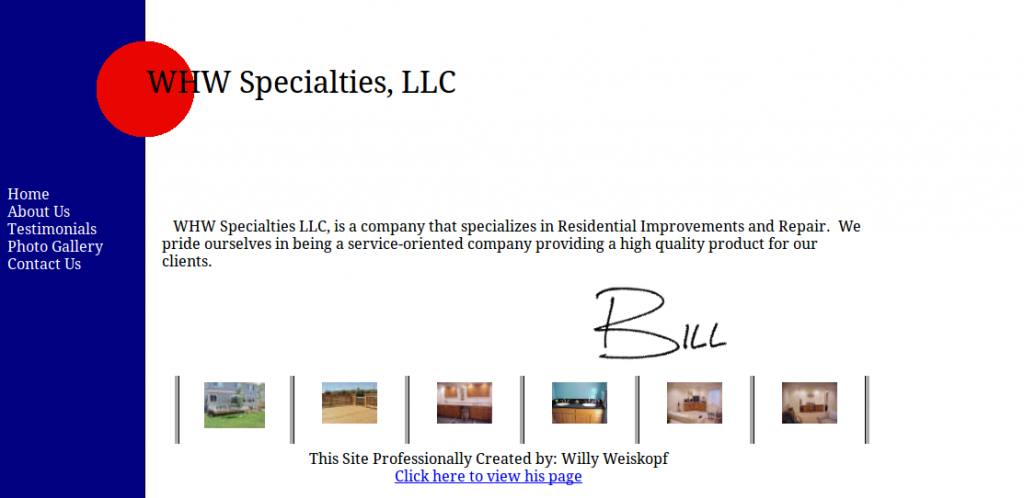 WHW Specialties, LLC
Home
About Us
Testimonials
Photo Gallery
Contact Us
WHW Specialties LLC, is a company that specializes in Residential Improvements and Repair. We
pride ourselves in being a service-oriented company providing a high quality product for our
clients.
BILL
This Site Professionally Created by: Willy Weiskopf
Click here to view his page